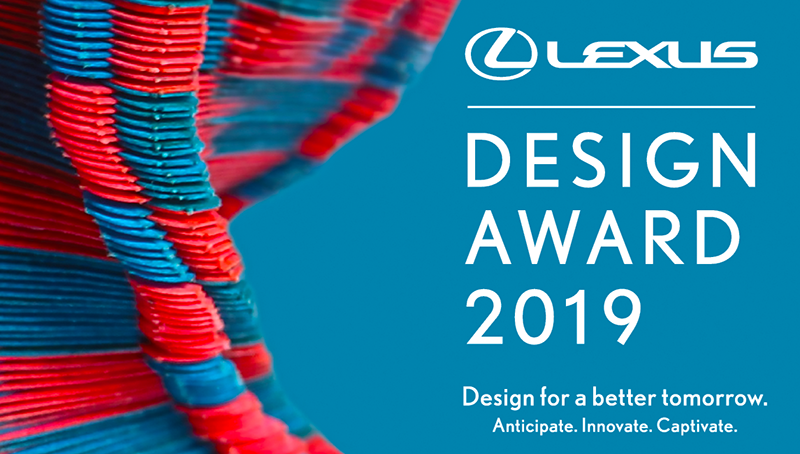 LEXUS
DESIGN
AWARD
2019
Design for a better tomorrow.
Anticipate. Innovate. Captivate.